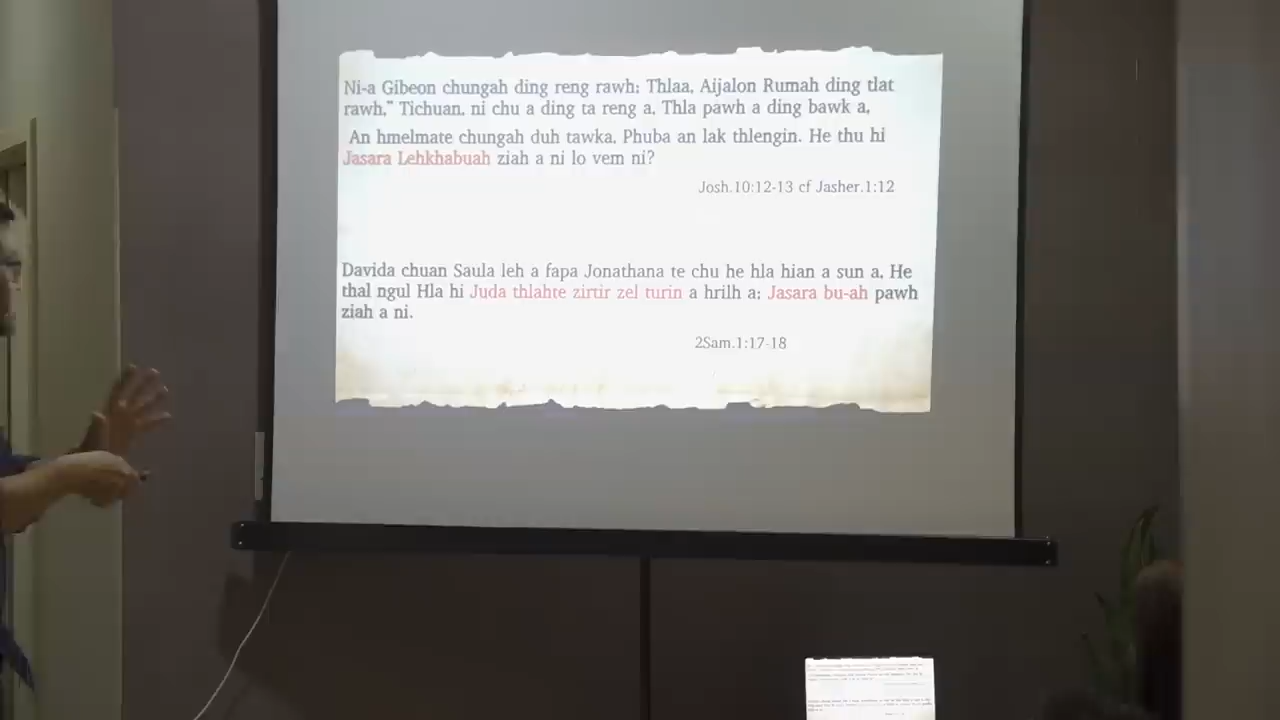 Ni-a Gibeon chungah ding reng rawh; Thlaa, Aijalon Rumah ding tlat
rawh," Tichuan, ni chu a ding ta reng a, Thla pawh a ding bawk a,
An hmelmate chungah duh tawka, Phuba an lak thlengin. He thu hi
Jasara Lehkhabuah ziah a ni lo vem ni?
Josh.10:12-13 cf Jasher.1:12
Davida chuan Saula leh a fapa Jonathana te chu he hla hian a sun a, He
thal ngul Hla hi Juda thlahte zirtir zel turin a hrilh a; Jasara bu-ah pawh
ziah a ni.
2Sam.1:17-18